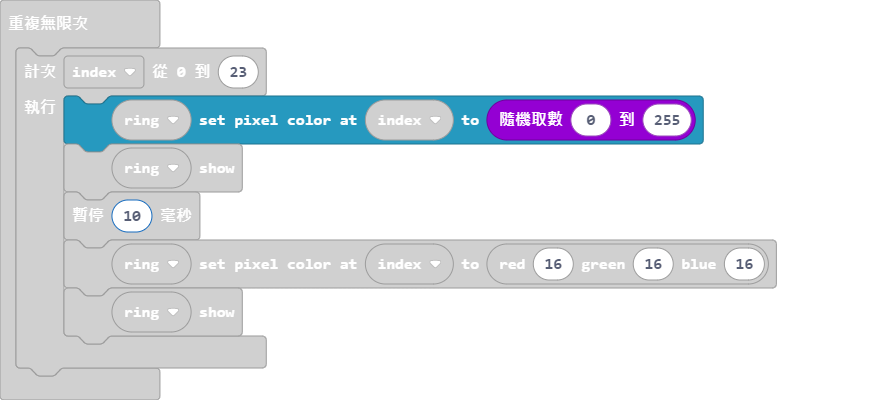 重複無限次
計次 index 從 0 到 23
執行
ring set pixel color at index to 隨機取數 0 到 255
ring show
暫停 10 毫秒
ring set pixel color at index to red 16 green 16 blue 16
ring show